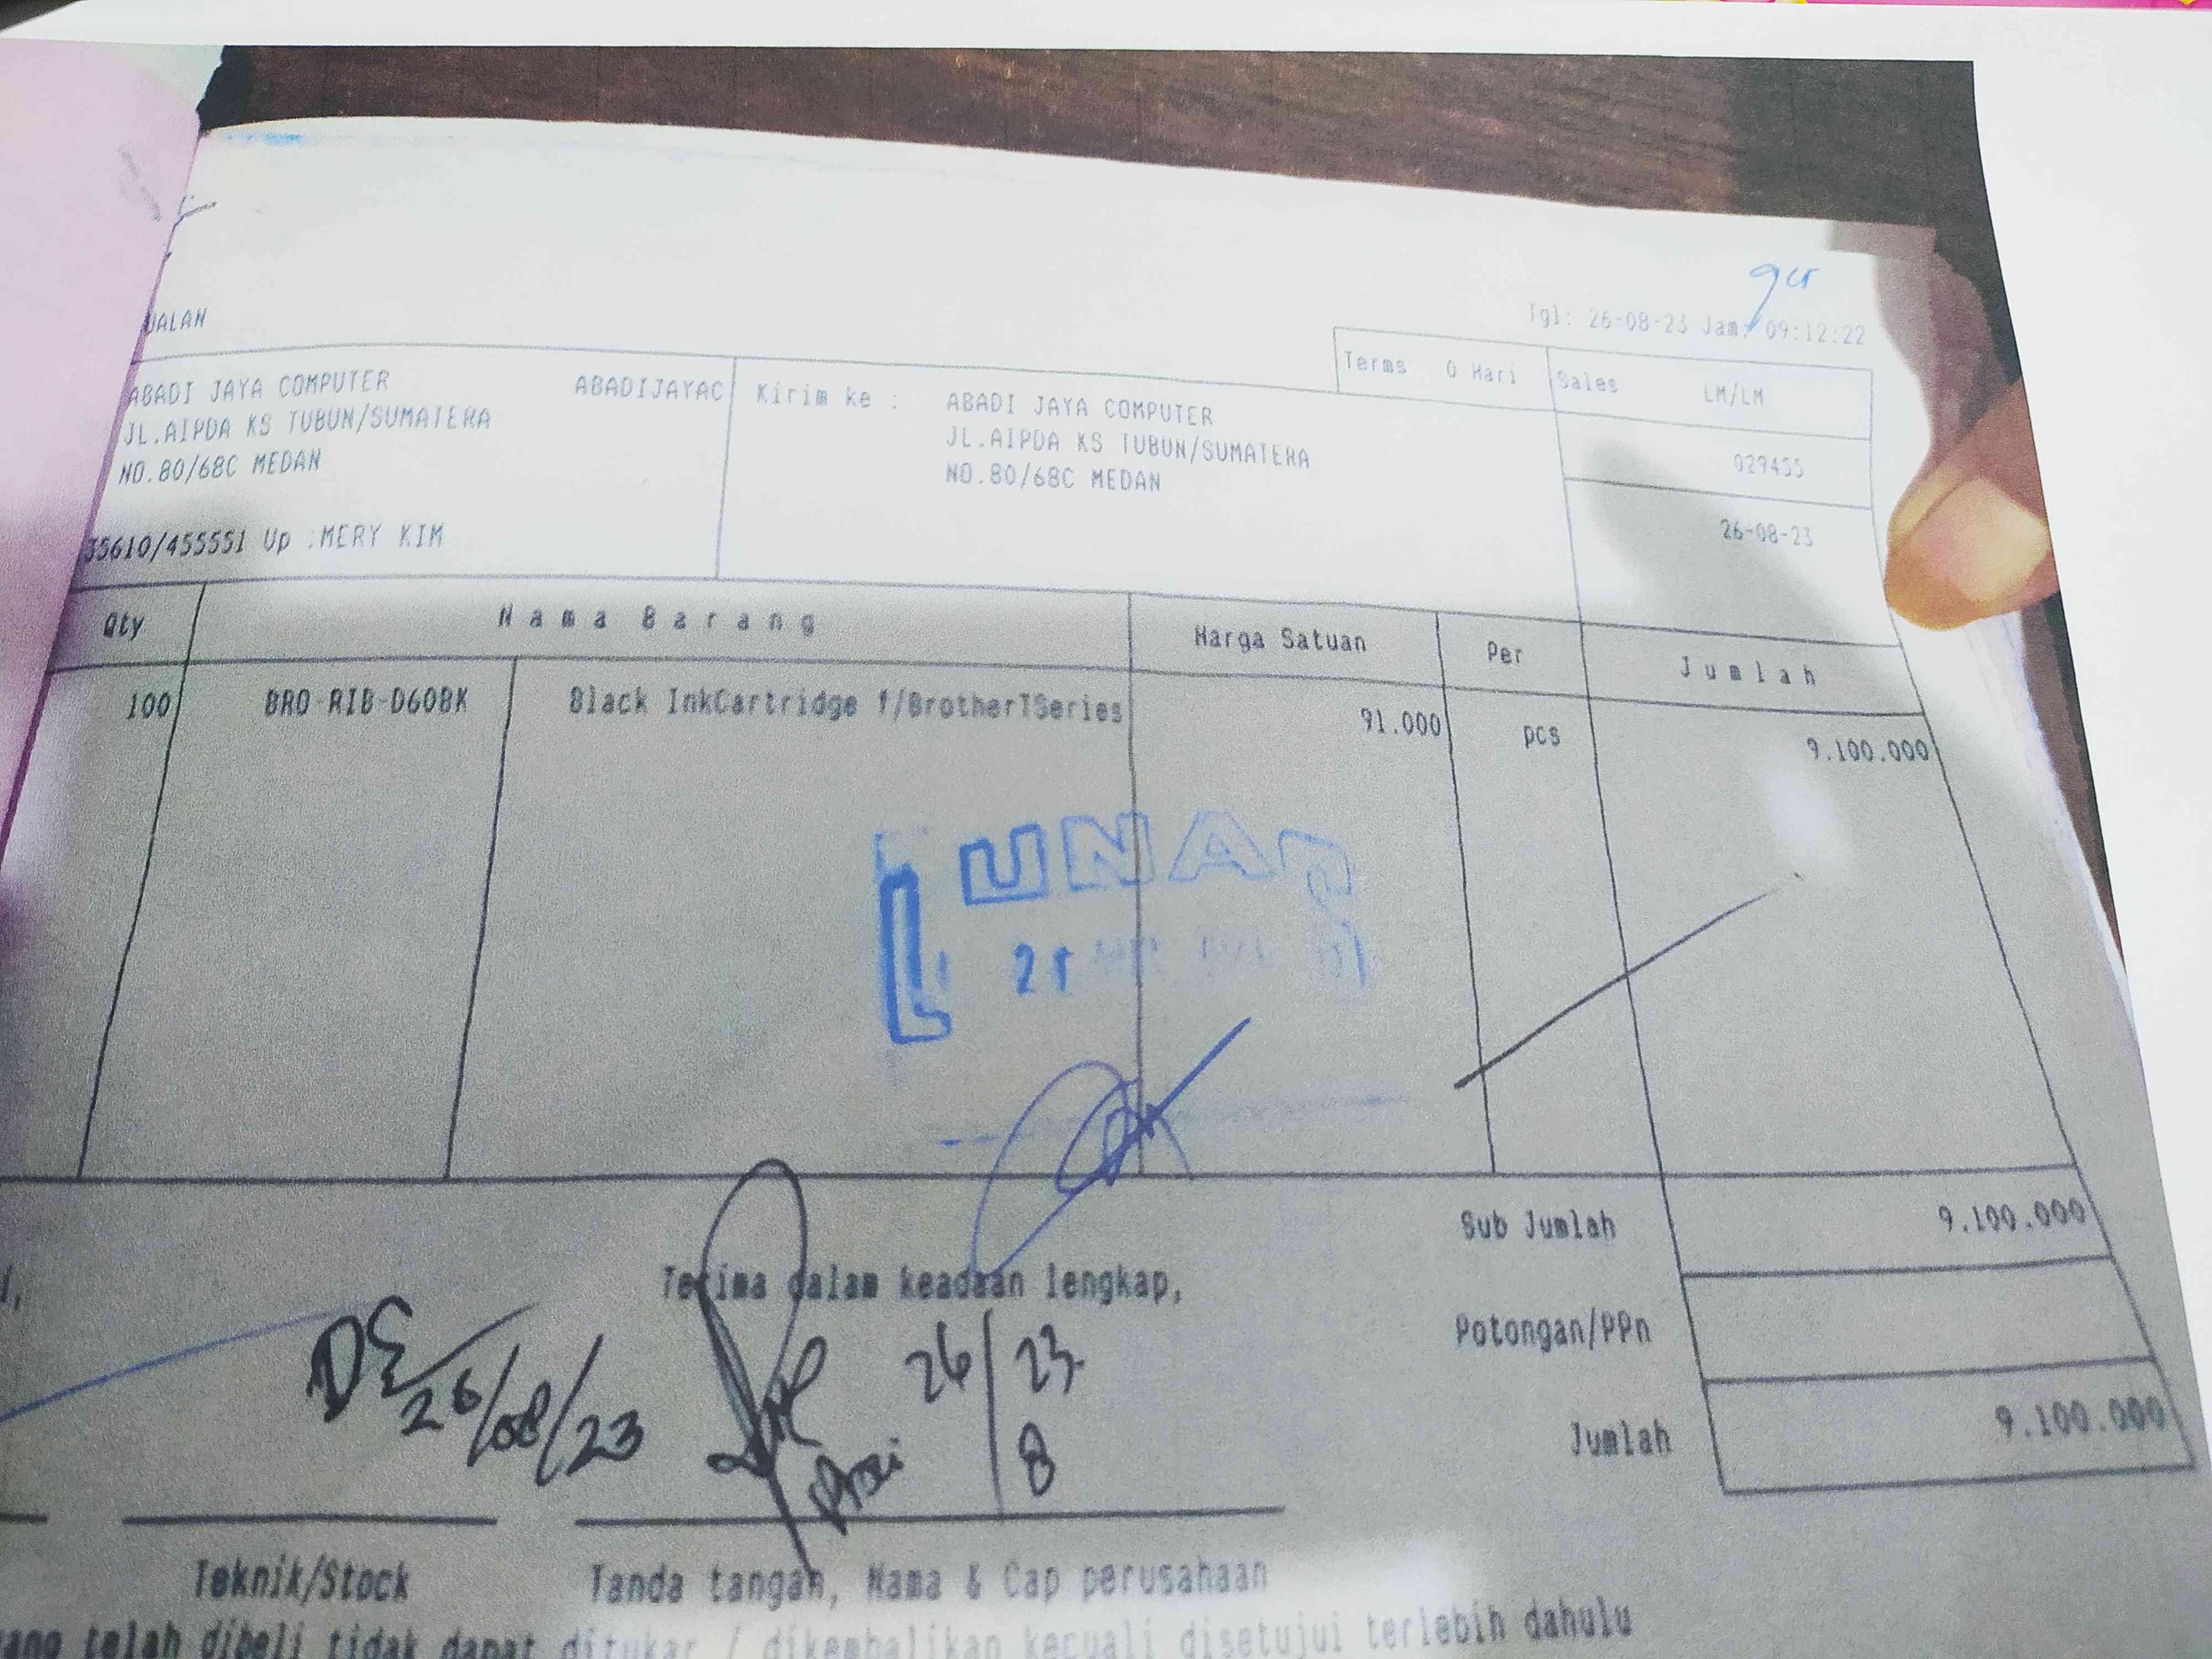 JALAN
Tgl: 26-08-23 Jam: 09:12:22
Terms 0 Hari Sales LM/LM
ABADI JAYA COMPUTER ABADIJAYAC
JL.AIPDA KS TUBUN/SUMATERA
NO.80/68C MEDAN
35610/455551 Up :MERY KIM
Kirim ke : ABADI JAYA COMPUTER
JL.AIPDA KS TUBUN/SUMATERA
NO.80/68C MEDAN
029455
26-08-23
Qty Nama Barang Harga Satuan Per Jumlah
100 BRO-RIB-D60BK Black InkCartridge f/BrotherTSeries 91.000 pcs 9.100.000
LUNAS
Sub Jumlah 9.100.000
Terima dalam keadaan lengkap,
Potongan/PPn
26/08/23
26/8 23
Jumlah 9.100.000
Teknik/Stock Tanda tangan, Nama & Cap perusahaan
yang telah dibeli tidak dapat ditukar / dikembalikan kecuali disetujui terlebih dahulu